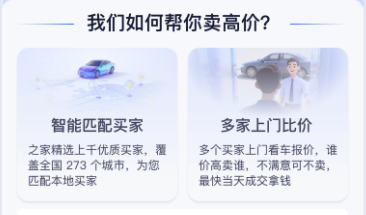 我们如何帮你卖高价？
智能匹配买家
之家精选上千优质买家，覆
盖全国 273 个城市，为您
匹配本地买家
多家上门比价
多个买家上门看车报价，谁
价高卖谁，不满意可不卖，
最快当天成交拿钱